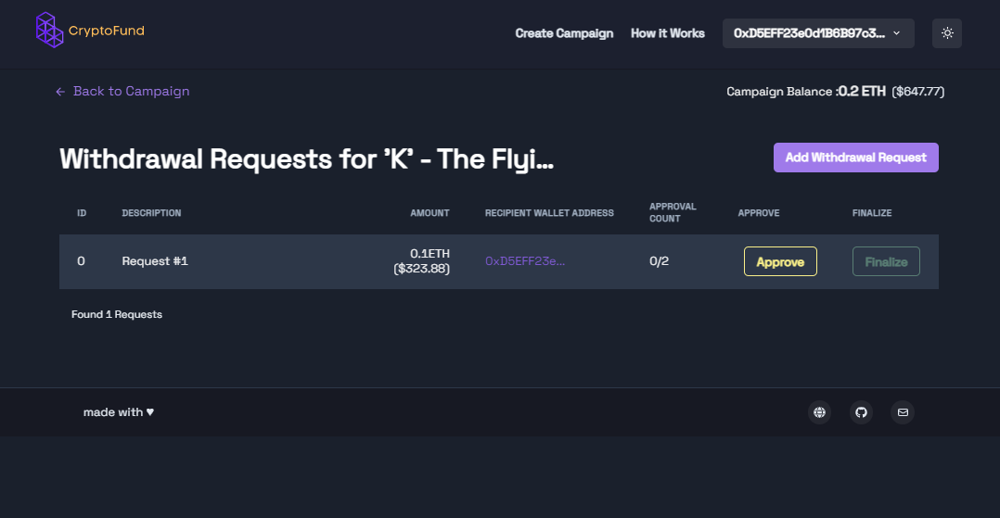 CryptoFund
Create Campaign How it Works 0xD5EFF23e0d1B6B97c3...
Back to Campaign
Campaign Balance :0.2 ETH ($647.77)
Withdrawal Requests for 'K' - The Flyi...
Add Withdrawal Request
ID DESCRIPTION AMOUNT RECIPIENT WALLET ADDRESS APPROVAL COUNT APPROVE FINALIZE
0 Request #1 0.1ETH ($323.88) 0xD5EFF23e... 0/2 Approve Finalize
Found 1 Requests
made with ♥